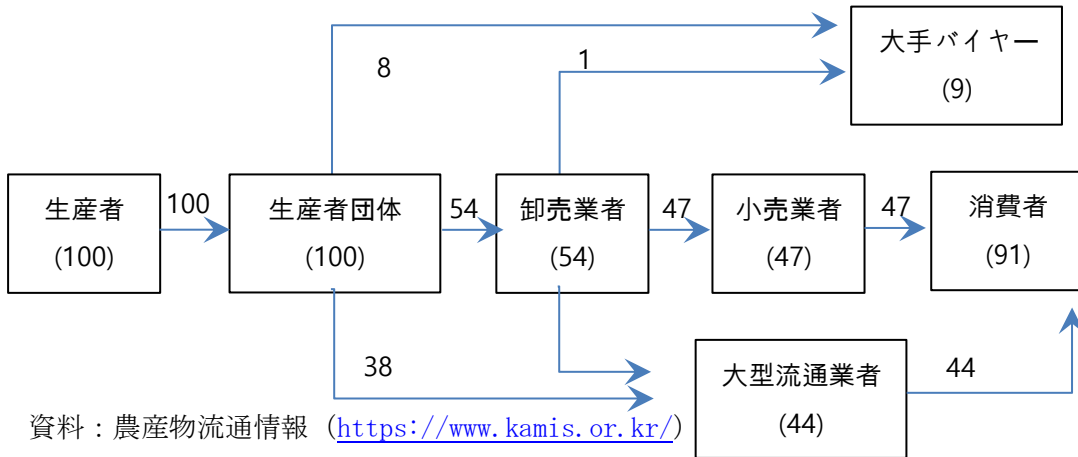 大手バイヤー
(9)
8
1
生産者
(100)
100
生産者団体
(100)
54
卸売業者
(54)
47
小売業者
(47)
47
消費者
(91)
38
大型流通業者
(44)
44
資料：農産物流通情報（https://www.kamis.or.kr/）